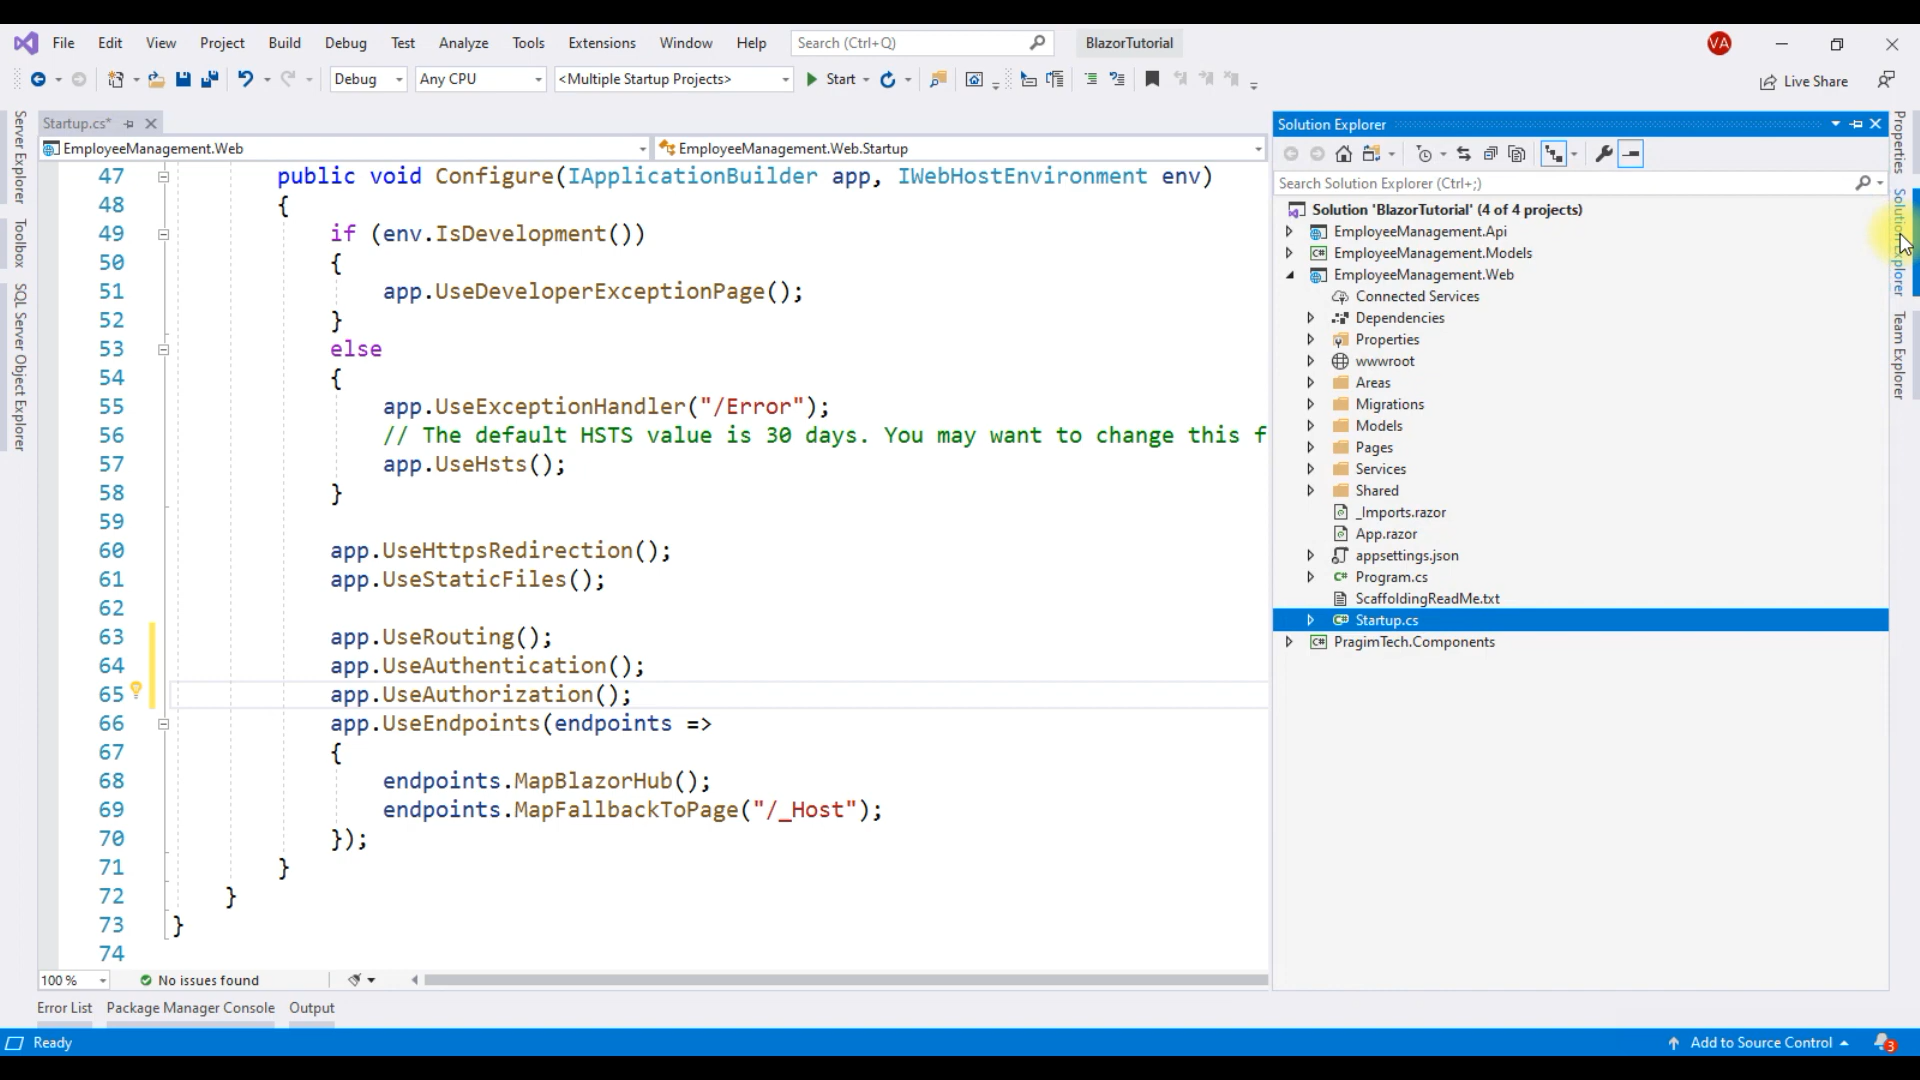 File Edit View Project Build Debug Test Analyze Tools Extensions Window Help Search (Ctrl+Q) BlazorTutorial VA
Debug Any CPU <Multiple Startup Projects> Start Live Share
Server Explorer
Toolbox
SQL Server Object Explorer
Startup.cs*
EmployeeManagement.Web EmployeeManagement.Web.Startup
47 public void Configure(IApplicationBuilder app, IWebHostEnvironment env)
48 {
49 if (env.IsDevelopment())
50 {
51 app.UseDeveloperExceptionPage();
52 }
53 else
54 {
55 app.UseExceptionHandler("/Error");
56 // The default HSTS value is 30 days. You may want to change this f
57 app.UseHsts();
58 }
59
60 app.UseHttpsRedirection();
61 app.UseStaticFiles();
62
63 app.UseRouting();
64 app.UseAuthentication();
65 app.UseAuthorization();
66 app.UseEndpoints(endpoints =>
67 {
68 endpoints.MapBlazorHub();
69 endpoints.MapFallbackToPage("/_Host");
70 });
71 }
72 }
73 }
74
100 % No issues found
Solution Explorer
Search Solution Explorer (Ctrl+;)
Solution 'BlazorTutorial' (4 of 4 projects)
EmployeeManagement.Api
EmployeeManagement.Models
EmployeeManagement.Web
Connected Services
Dependencies
Properties
wwwroot
Areas
Migrations
Models
Pages
Services
Shared
_Imports.razor
App.razor
appsettings.json
Program.cs
ScaffoldingReadMe.txt
Startup.cs
PragimTech.Components
Properties
Solution Explorer
Team Explorer
Error List Package Manager Console Output
Ready Add to Source Control 3